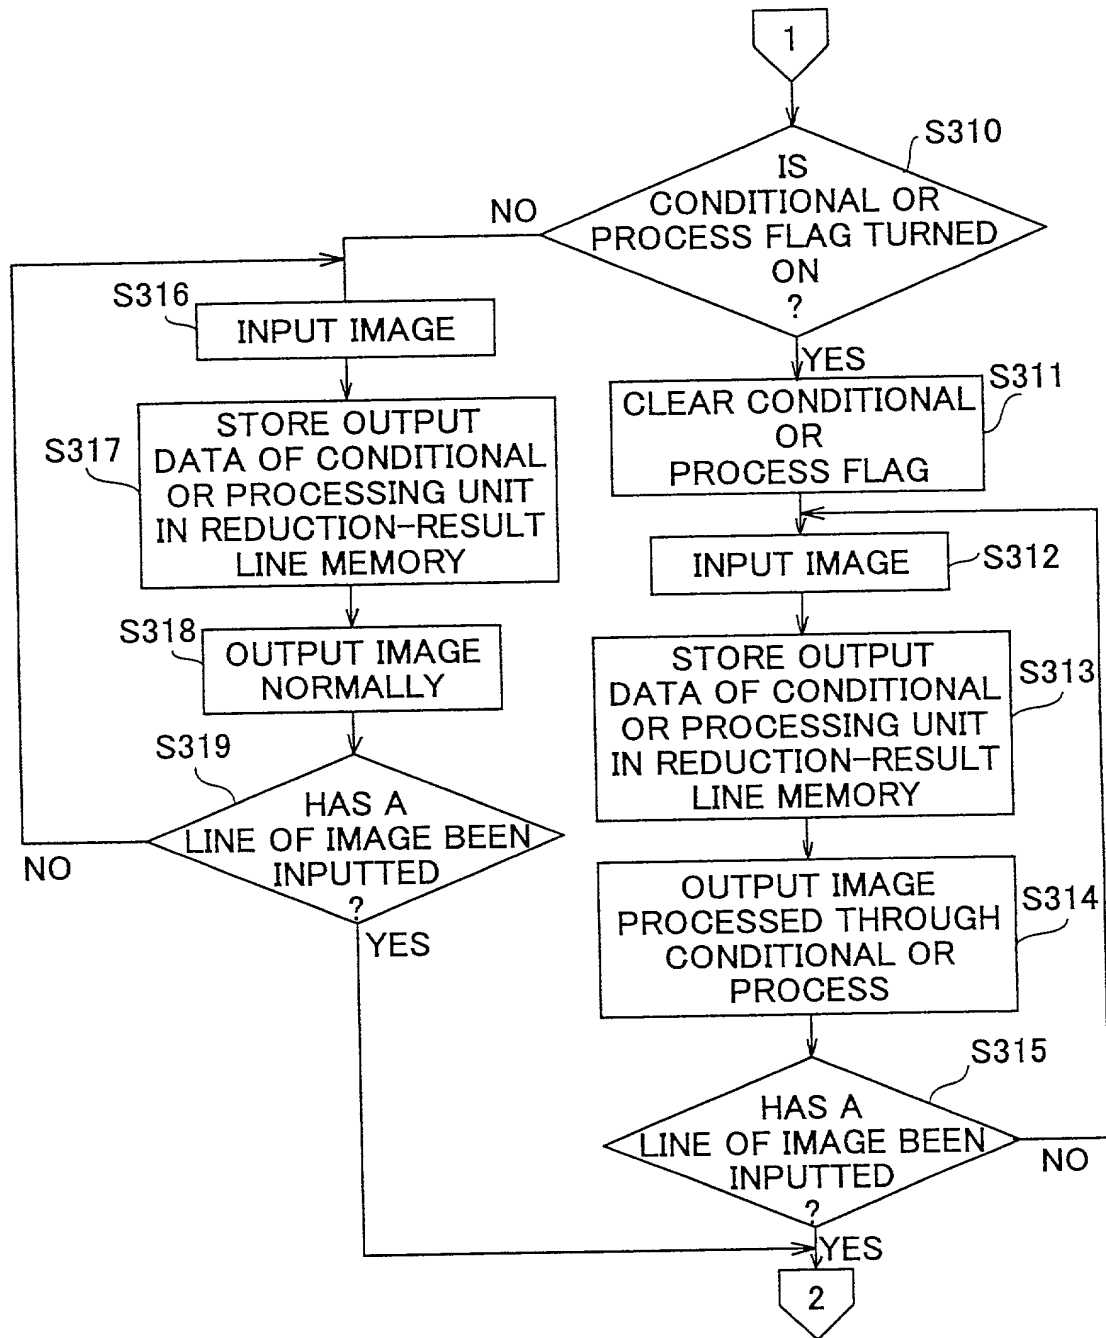 1
S310
IS
CONDITIONAL OR
PROCESS FLAG TURNED
ON
?
NO
YES
S316
INPUT IMAGE
S317
STORE OUTPUT
DATA OF CONDITIONAL
OR PROCESSING UNIT
IN REDUCTION-RESULT
LINE MEMORY
S318
OUTPUT IMAGE
NORMALLY
S319
HAS A
LINE OF IMAGE BEEN
INPUTTED
?
NO
YES
S311
CLEAR CONDITIONAL
OR
PROCESS FLAG
S312
INPUT IMAGE
S313
STORE OUTPUT
DATA OF CONDITIONAL
OR PROCESSING UNIT
IN REDUCTION-RESULT
LINE MEMORY
S314
OUTPUT IMAGE
PROCESSED THROUGH
CONDITIONAL OR
PROCESS
S315
HAS A
LINE OF IMAGE BEEN
INPUTTED
?
NO
YES
2